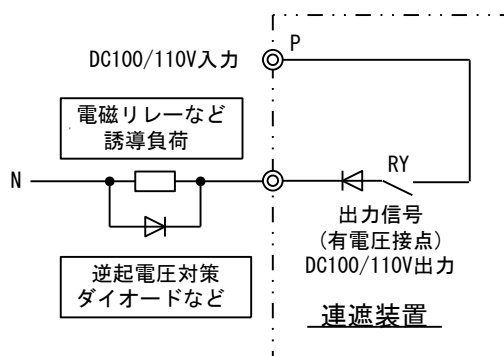 P
DC100/110V入力
電磁リレーなど
誘導負荷
N
RY
出力信号
(有電圧接点)
DC100/110V出力
逆起電圧対策
ダイオードなど
連遮装置